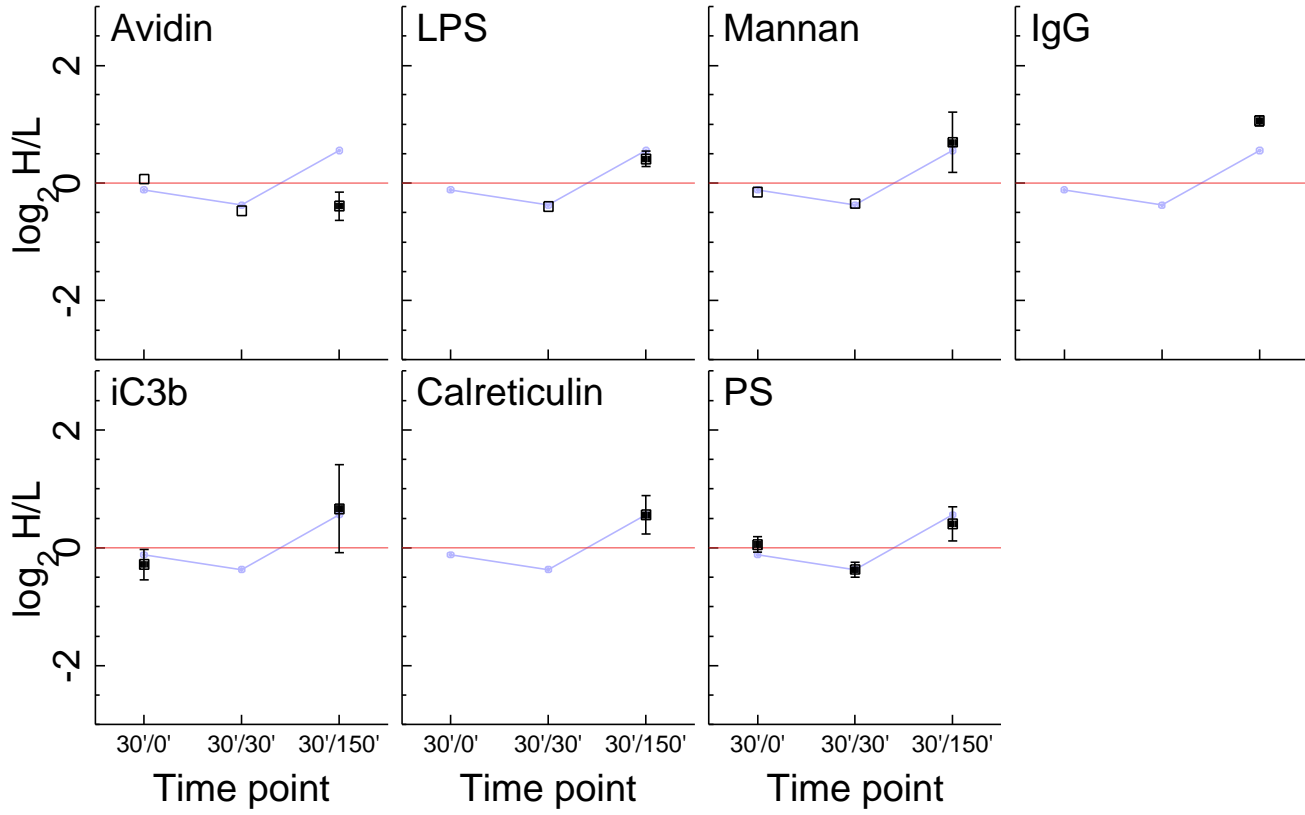 Avidin LPS Mannan IgG
2
0
-2
log2 H/L
iC3b Calreticulin PS
2
0
-2
log2 H/L
30'/0' 30'/30' 30'/150' 30'/0' 30'/30' 30'/150' 30'/0' 30'/30' 30'/150'
Time point Time point Time point